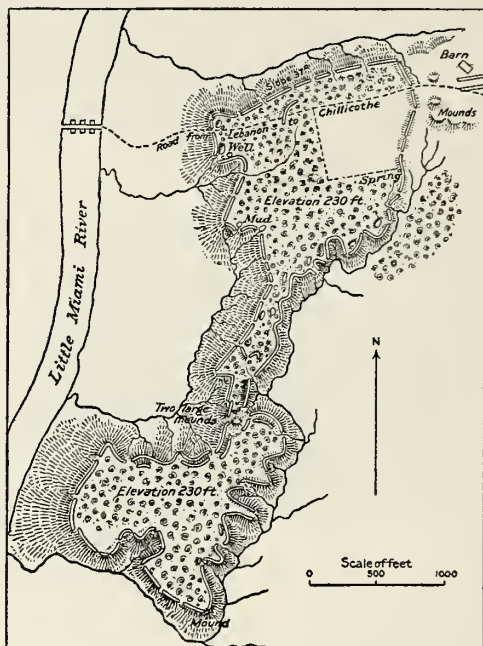 Barn
Slope 37°
Chillicothe
to
Mounds
Road from Lebanon
Well
Spring
Elevation 230 ft.
Mud
Little Miami River
N
Two large mounds
Elevation 230 ft.
Scale of feet
0 500 1000
Mound